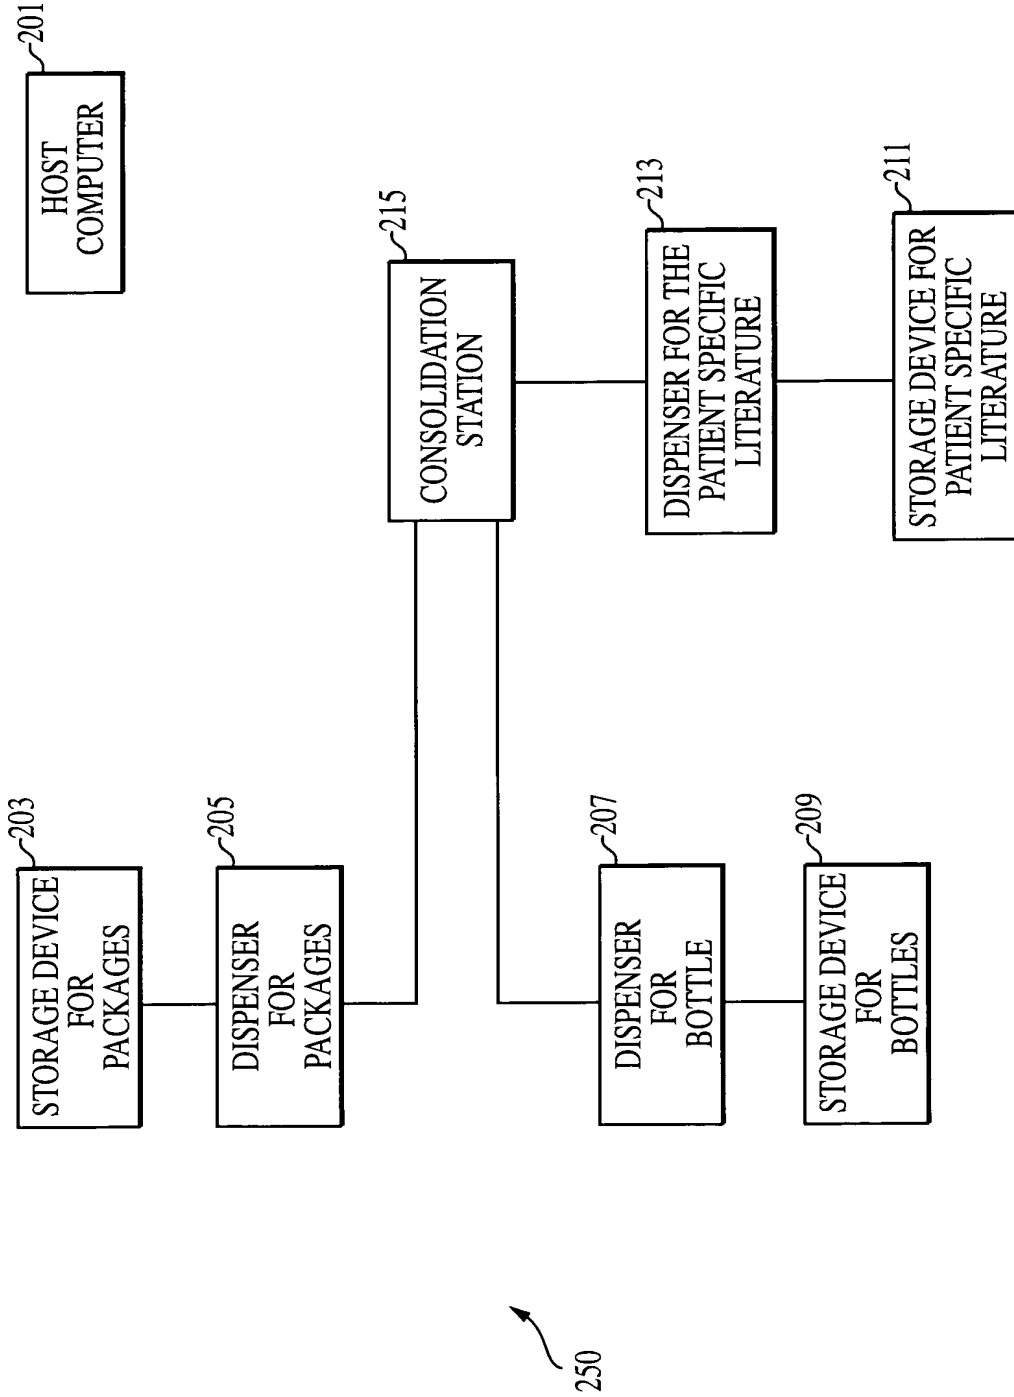 201
HOST
COMPUTER
203
STORAGE DEVICE
FOR
PACKAGES
205
DISPENSER
FOR
PACKAGES
215
CONSOLIDATION
STATION
207
DISPENSER
FOR
BOTTLE
213
DISPENSER FOR THE
PATIENT SPECIFIC
LITERATURE
209
STORAGE DEVICE
FOR
BOTTLES
211
STORAGE DEVICE FOR
PATIENT SPECIFIC
LITERATURE
250